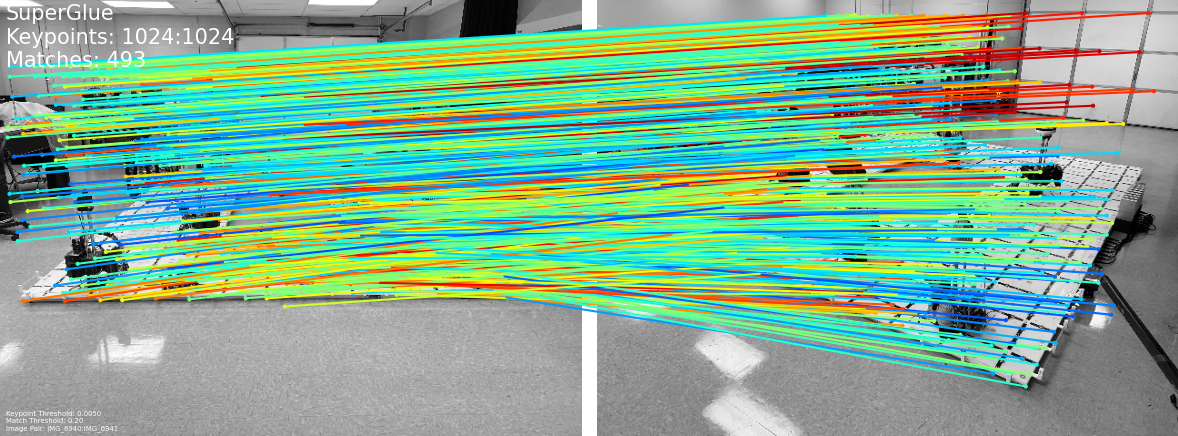 SuperGlue
Keypoints: 1024:1024
Matches: 493
Keypoint Threshold: 0.0050
Match Threshold: 0.20
Image Pair: IMG_6940:IMG_6941